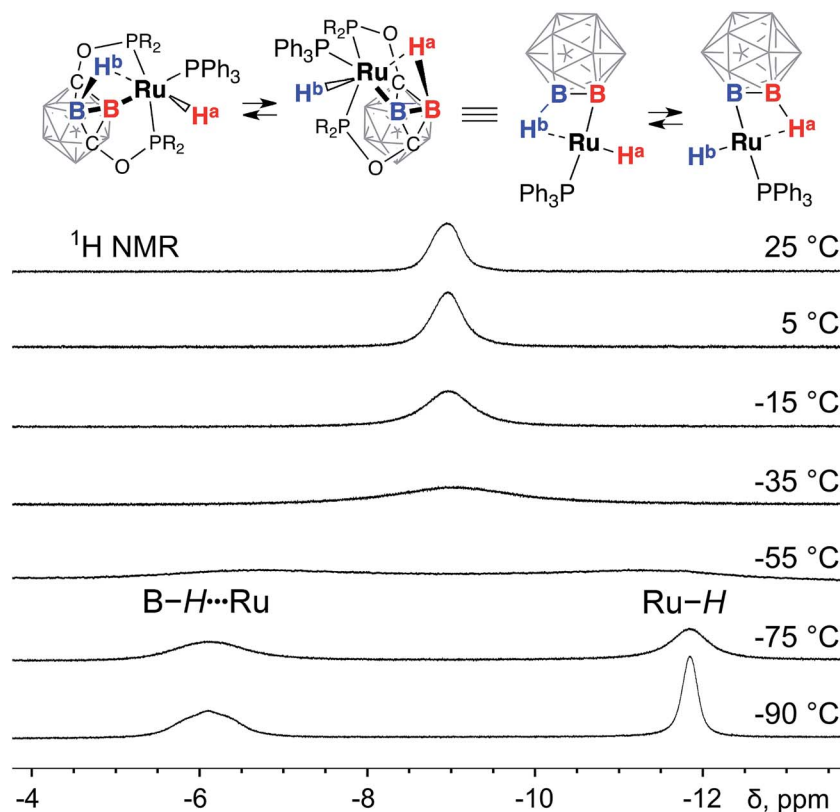 O PR₂ Hᵇ C Ru PPh₃ B B Hᵃ C O PR₂
Ph₃P PR₂ O Hᵃ Ru C Hᵇ B B R₂P O C
B B Hᵇ Ru Hᵃ Ph₃P
B B Hᵃ Hᵇ Ru PPh₃
¹H NMR
25 °C
5 °C
-15 °C
-35 °C
-55 °C
B−H···Ru
Ru−H
-75 °C
-90 °C
-4 -6 -8 -10 -12 δ, ppm